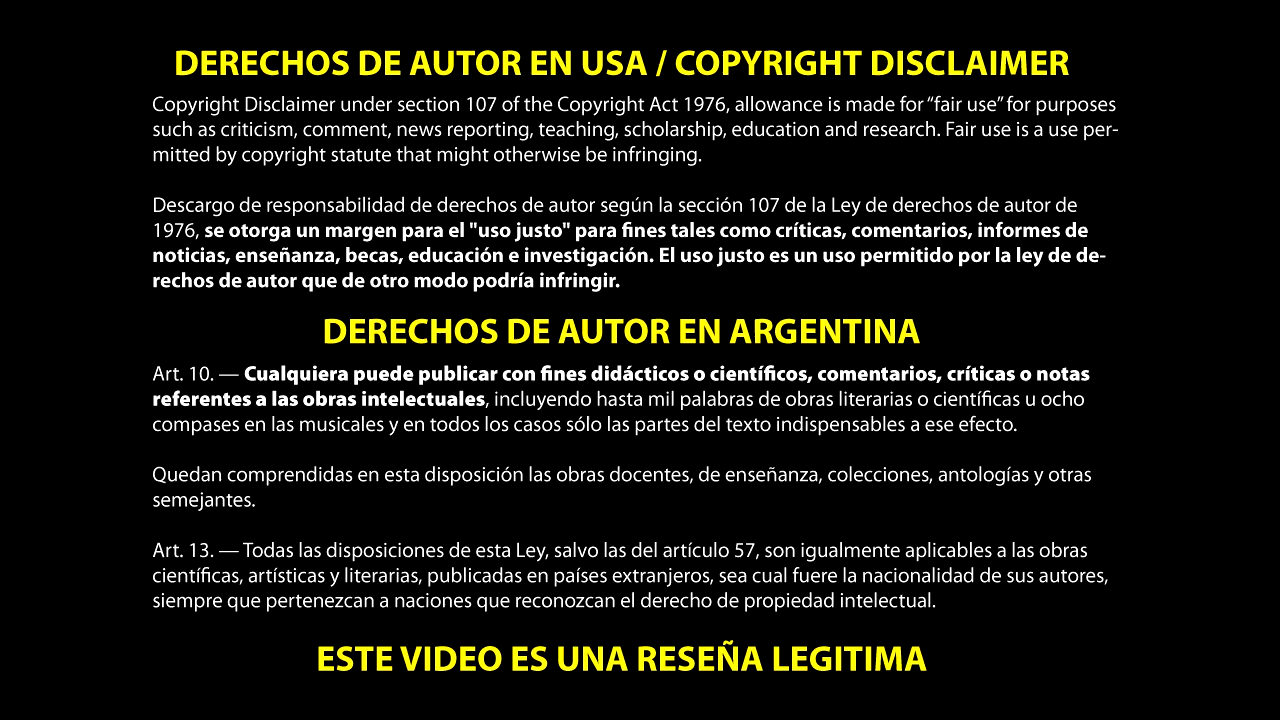 DERECHOS DE AUTOR EN USA / COPYRIGHT DISCLAIMER
Copyright Disclaimer under section 107 of the Copyright Act 1976, allowance is made for “fair use” for purposes
such as criticism, comment, news reporting, teaching, scholarship, education and research. Fair use is a use per-
mitted by copyright statute that might otherwise be infringing.
Descargo de responsabilidad de derechos de autor según la sección 107 de la Ley de derechos de autor de
1976, se otorga un margen para el "uso justo" para fines tales como críticas, comentarios, informes de
noticias, enseñanza, becas, educación e investigación. El uso justo es un uso permitido por la ley de de-
rechos de autor que de otro modo podría infringir.
DERECHOS DE AUTOR EN ARGENTINA
Art. 10. — Cualquiera puede publicar con fines didácticos o científicos, comentarios, críticas o notas
referentes a las obras intelectuales, incluyendo hasta mil palabras de obras literarias o científicas u ocho
compases en las musicales y en todos los casos sólo las partes del texto indispensables a ese efecto.
Quedan comprendidas en esta disposición las obras docentes, de enseñanza, colecciones, antologías y otras
semejantes.
Art. 13. — Todas las disposiciones de esta Ley, salvo las del artículo 57, son igualmente aplicables a las obras
científicas, artísticas y literarias, publicadas en países extranjeros, sea cual fuere la nacionalidad de sus autores,
siempre que pertenezcan a naciones que reconozcan el derecho de propiedad intelectual.
ESTE VIDEO ES UNA RESEÑA LEGITIMA